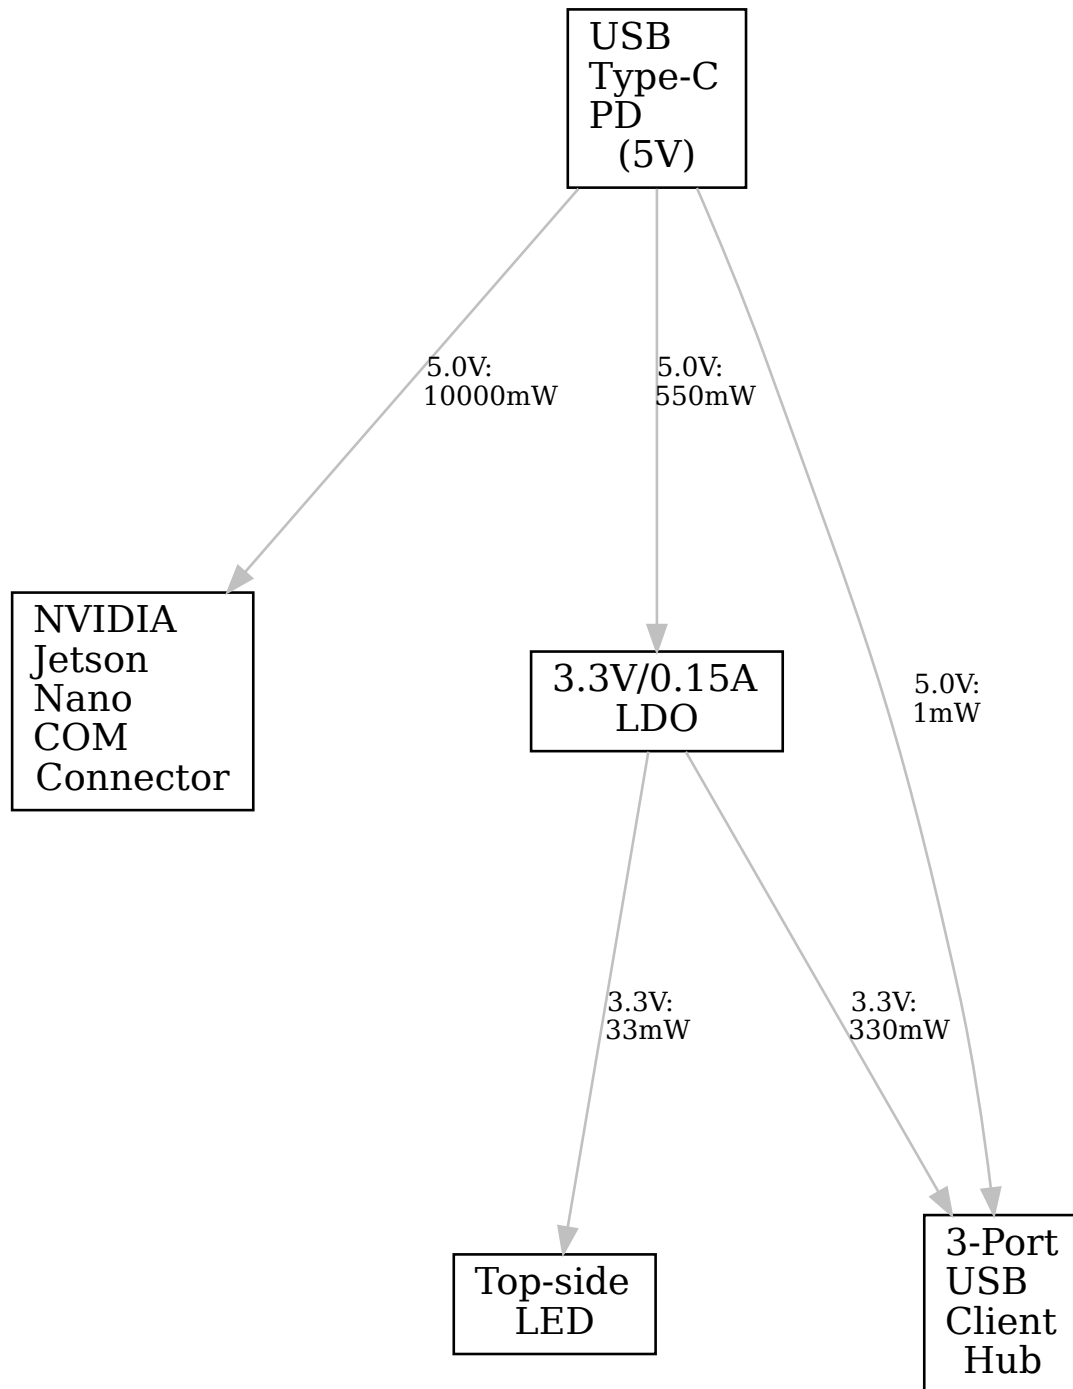 USB
Type-C
PD
(5V)
5.0V:
10000mW
5.0V:
550mW
NVIDIA
Jetson
Nano
COM
Connector
3.3V/0.15A
LDO
5.0V:
1mW
3.3V:
33mW
3.3V:
330mW
Top-side
LED
3-Port
USB
Client
Hub